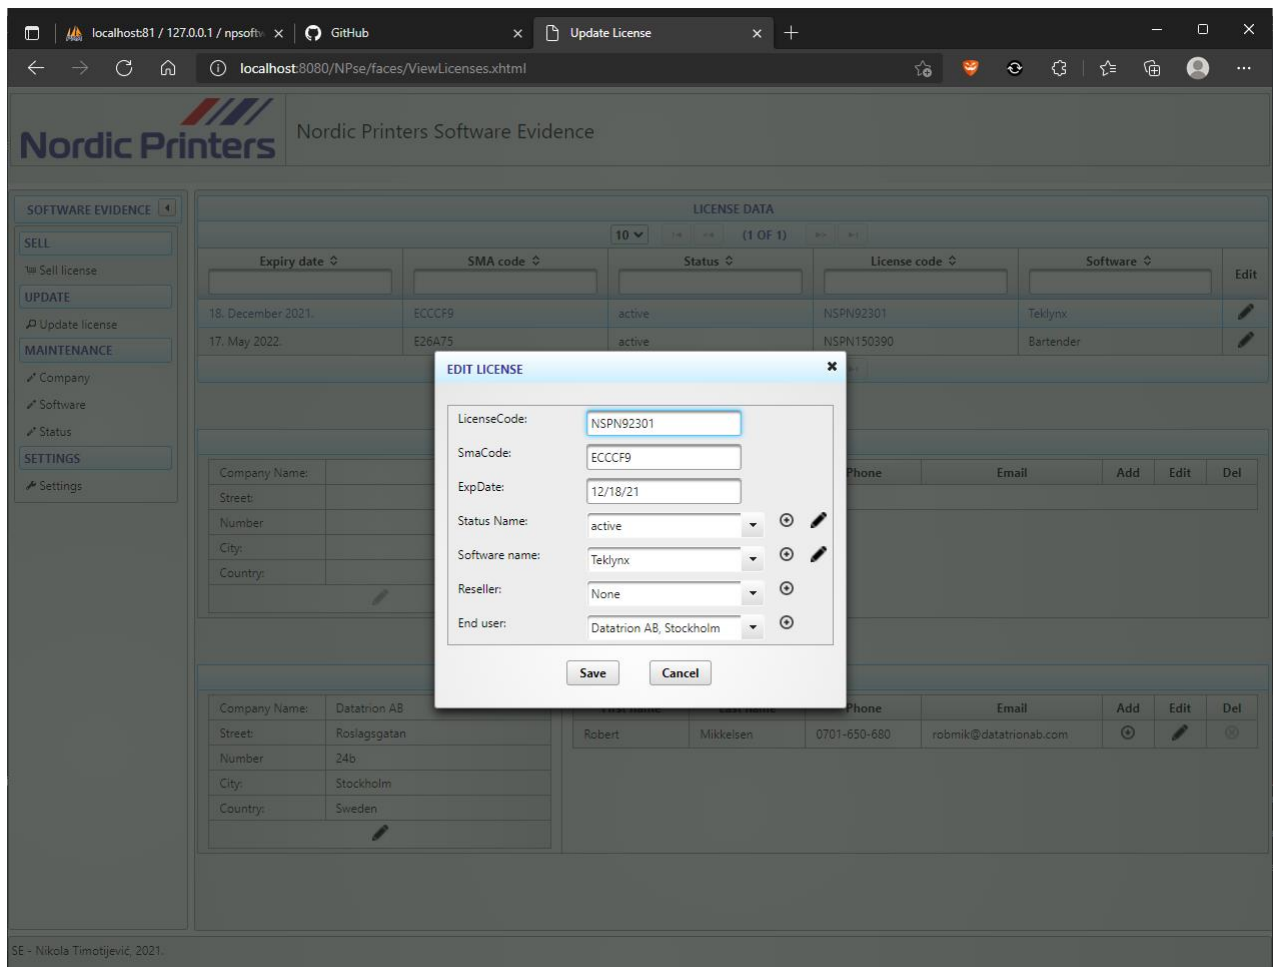 localhost:81 / 127.0.0.1 / npsoftw
GitHub
Update License
localhost:8080/NPse/faces/ViewLicenses.xhtml
Nordic Printers
Nordic Printers Software Evidence
SOFTWARE EVIDENCE
SELL
Sell license
UPDATE
Update license
MAINTENANCE
Company
Software
Status
SETTINGS
Settings
LICENSE DATA
10 (1 OF 1)
Expiry date SMA code Status License code Software Edit
18. December 2021. ECCCF9 active NSPN92301 Teklynx
17. May 2022. E26A75 active NSPN150390 Bartender
EDIT LICENSE
LicenseCode: NSPN92301
SmaCode: ECCCF9
ExpDate: 12/18/21
Status Name: active
Software name: Teklynx
Reseller: None
End user: Datatrion AB, Stockholm
Save Cancel
Company Name:
Street:
Number
City:
Country:
Phone Email Add Edit Del
Company Name: Datatrion AB
Street: Roslagsgatan
Number 24b
City: Stockholm
Country: Sweden
First name Last name Phone Email Add Edit Del
Robert Mikkelsen 0701-650-680 robmik@datatrionab.com
SE - Nikola Timotijević, 2021.